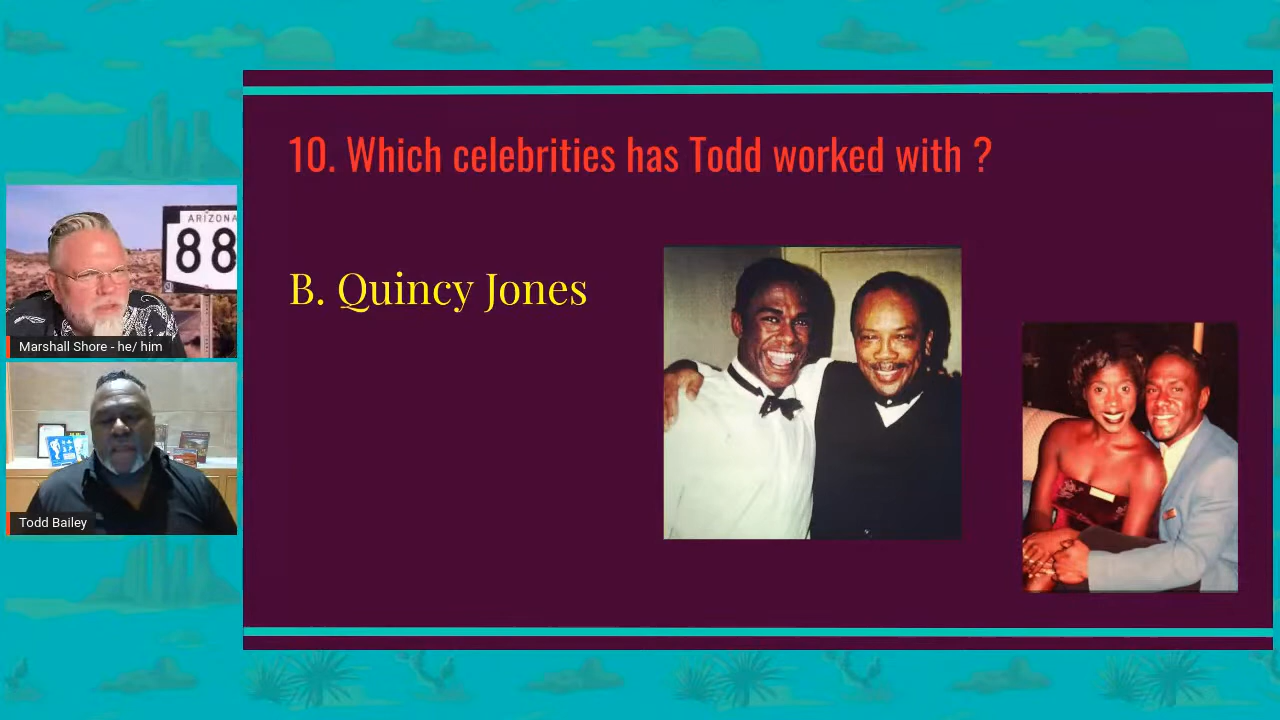 10. Which celebrities has Todd worked with ?
B. Quincy Jones
ARIZONA
88
Marshall Shore - he/ him
Todd Bailey